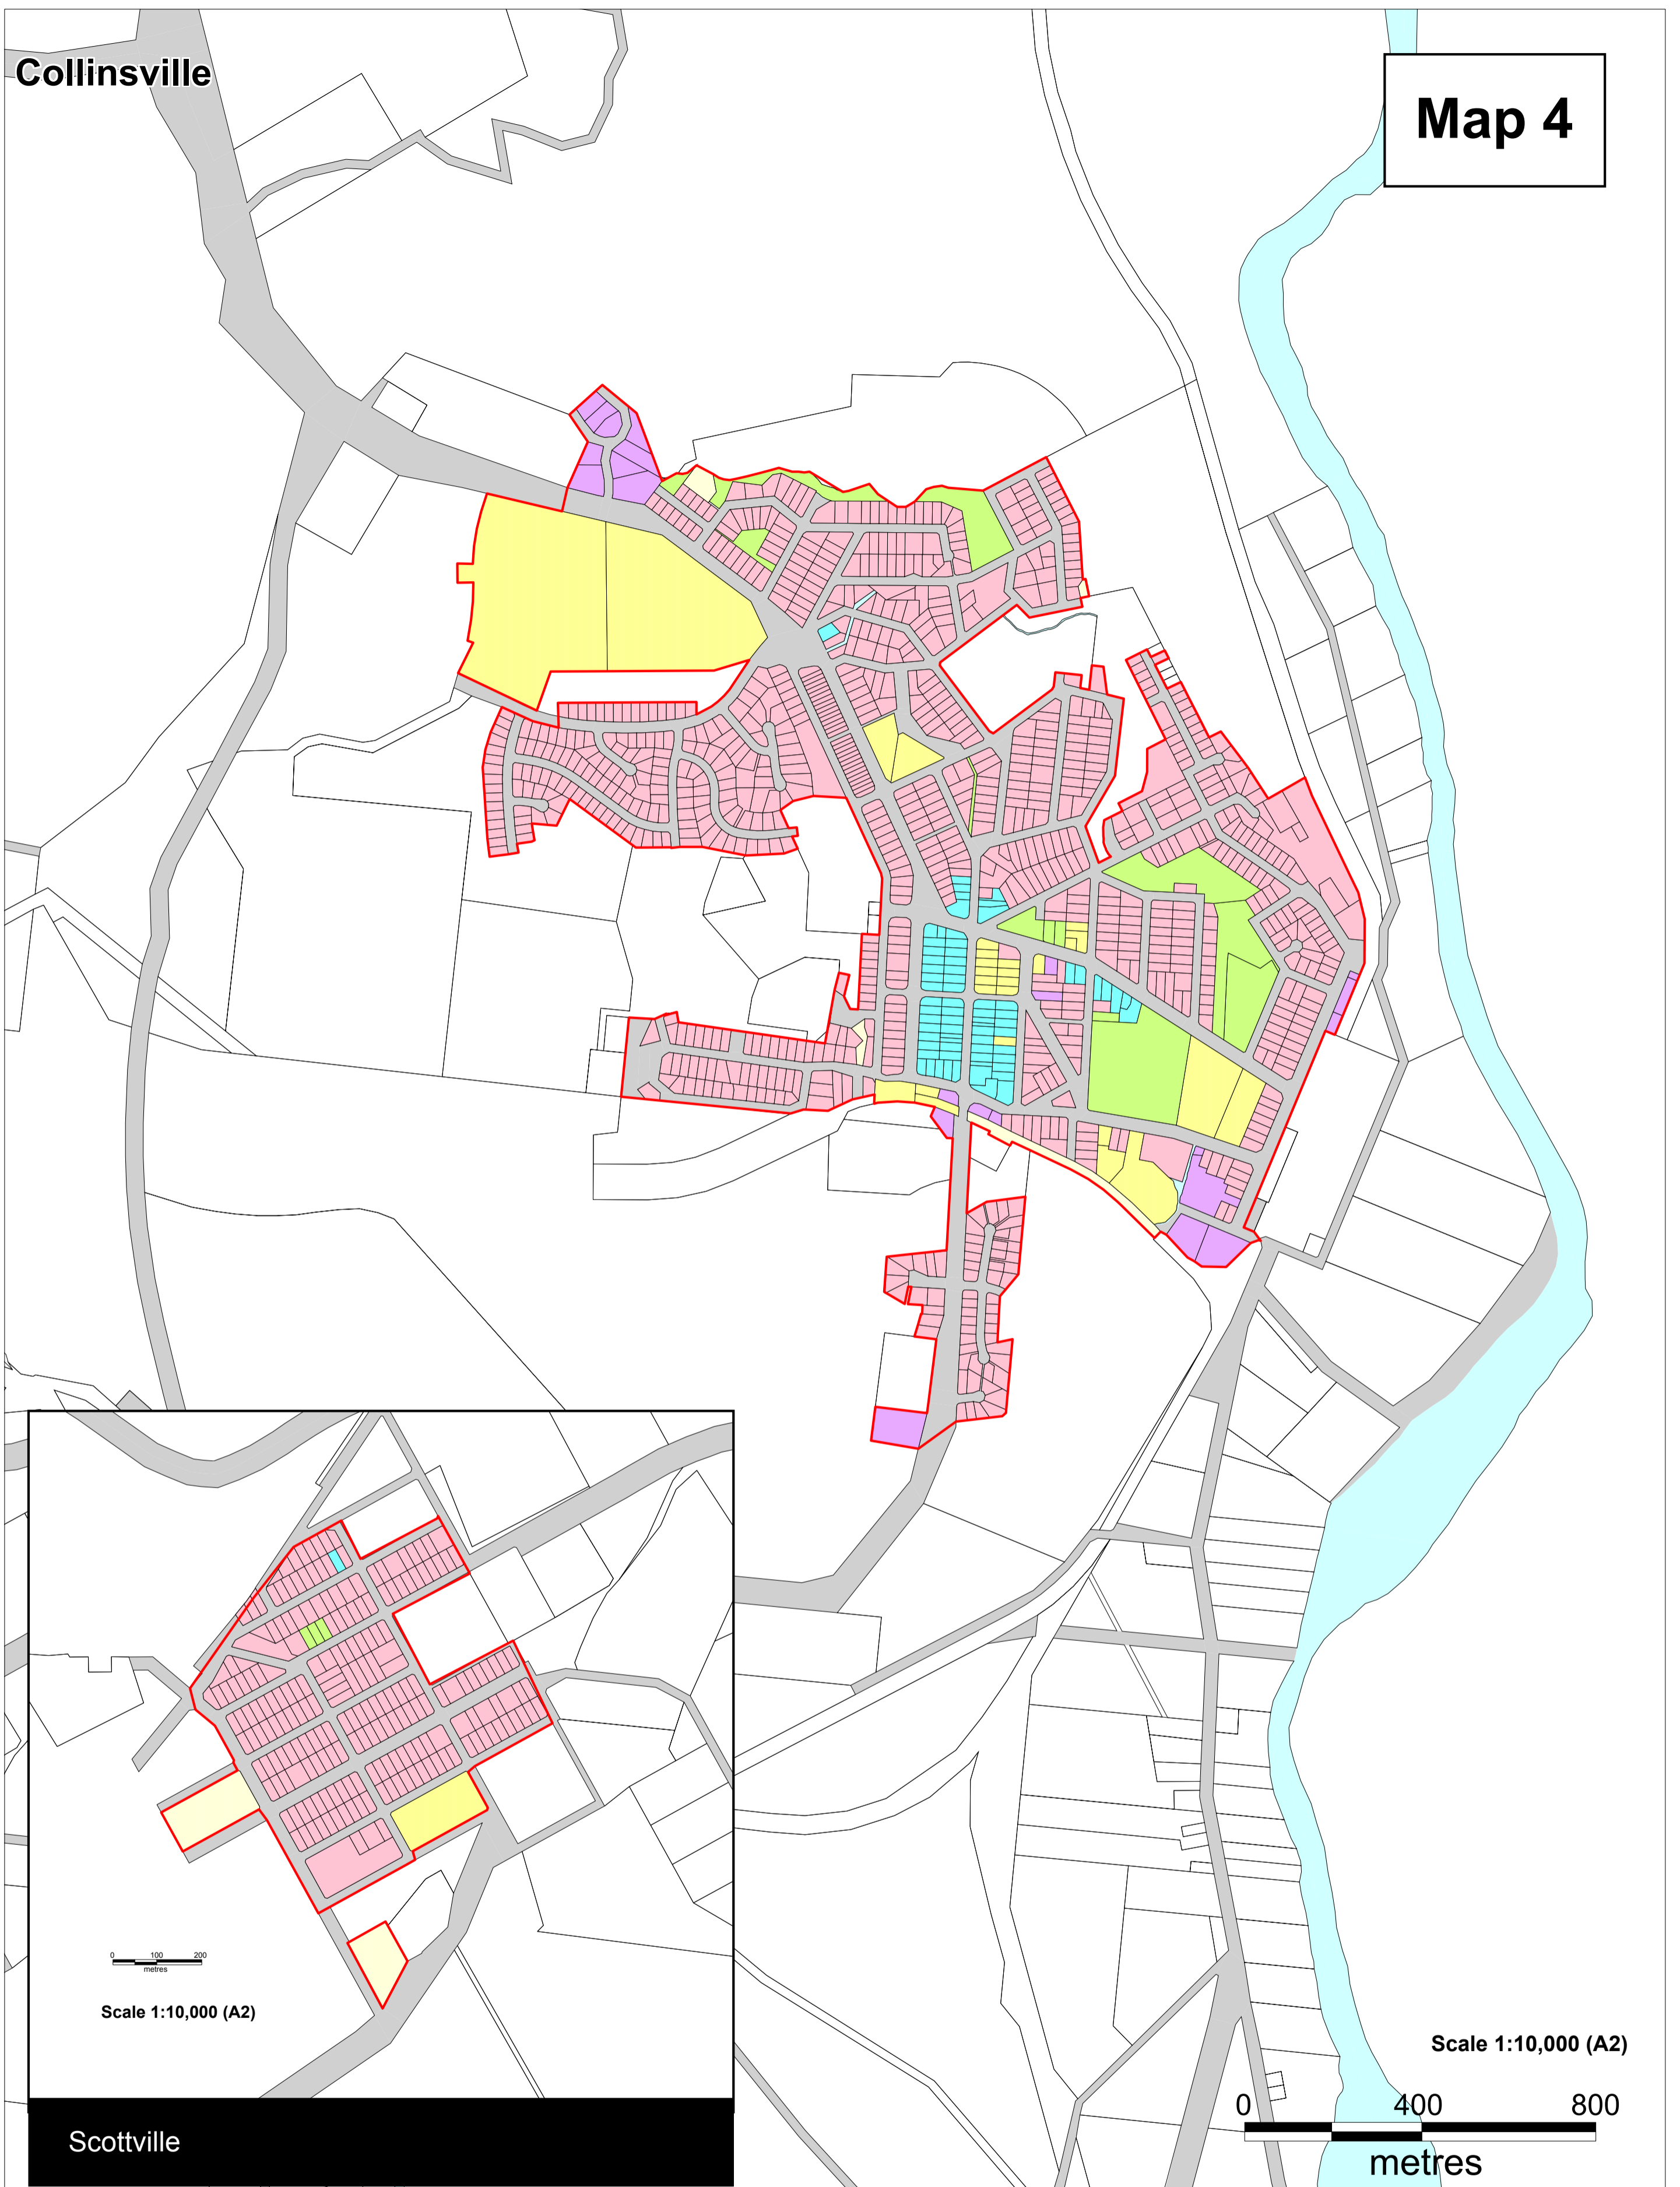 Collinsville
Map 4
0 100 200
metres
Scale 1:10,000 (A2)
Scottville
Scale 1:10,000 (A2)
0 400 800
metres